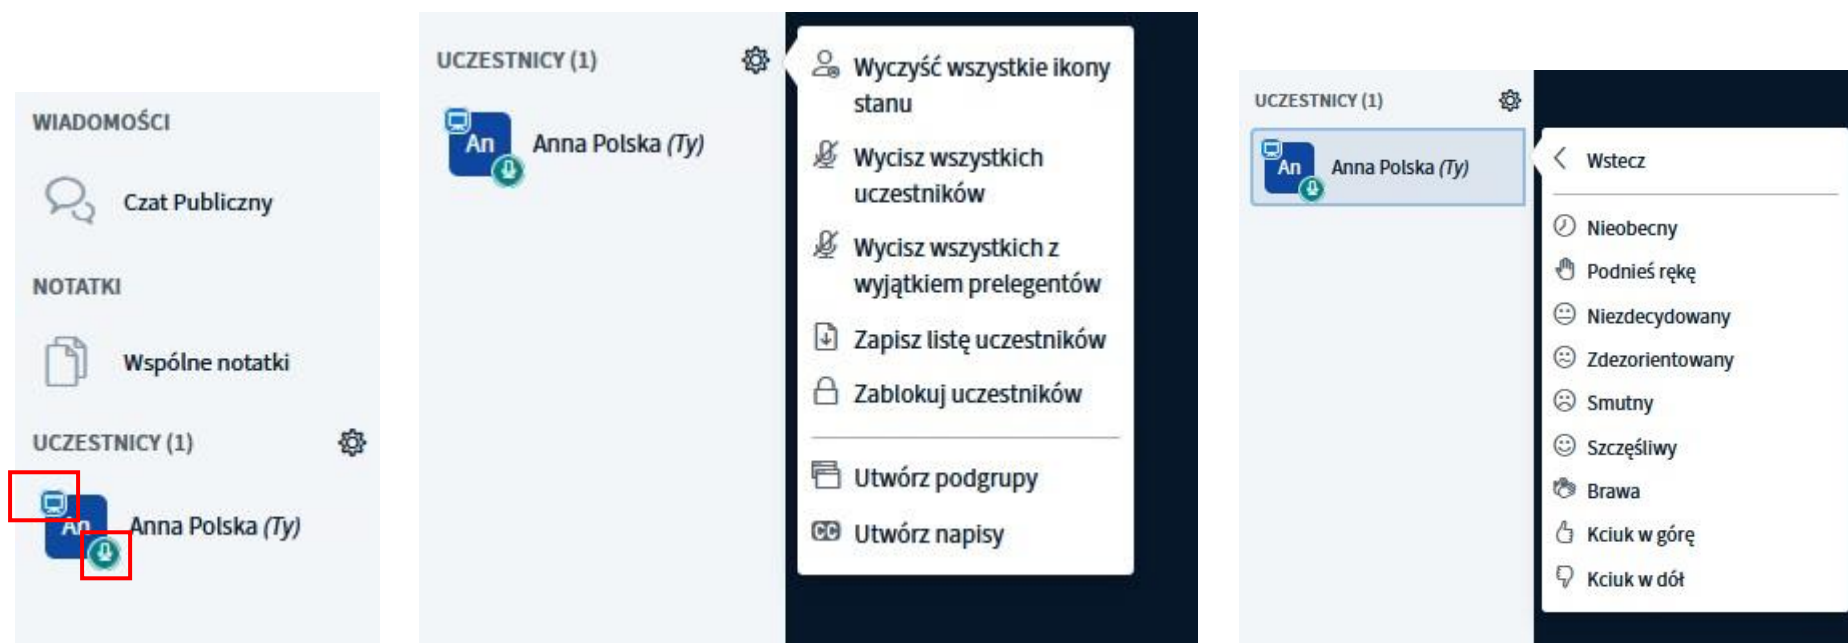 WIADOMOŚCI
Czat Publiczny
NOTATKI
Wspólne notatki
UCZESTNICY (1)
An
Anna Polska (Ty)
UCZESTNICY (1)
An
Anna Polska (Ty)
Wyczyść wszystkie ikony
stanu
Wycisz wszystkich
uczestników
Wycisz wszystkich z
wyjątkiem prelegentów
Zapisz listę uczestników
Zablokuj uczestników
Utwórz podgrupy
Utwórz napisy
UCZESTNICY (1)
An
Anna Polska (Ty)
Wstecz
Nieobecny
Podnieś rękę
Niezdecydowany
Zdezorientowany
Smutny
Szczęśliwy
Brawa
Kciuk w górę
Kciuk w dół